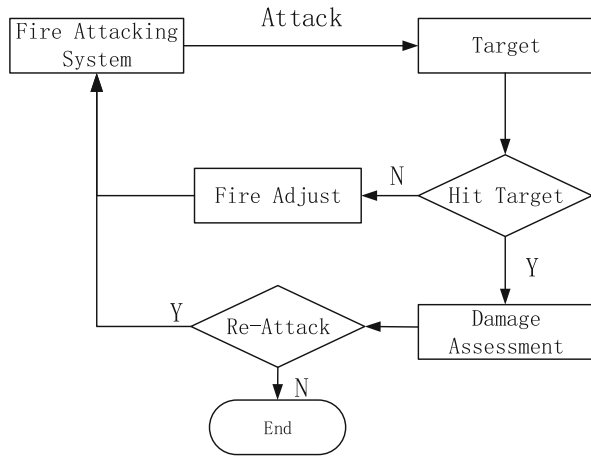 Attack
Fire Attacking
System
Target
N
Fire Adjust
Hit Target
Y
Y
Re-Attack
Damage
Assessment
N
End